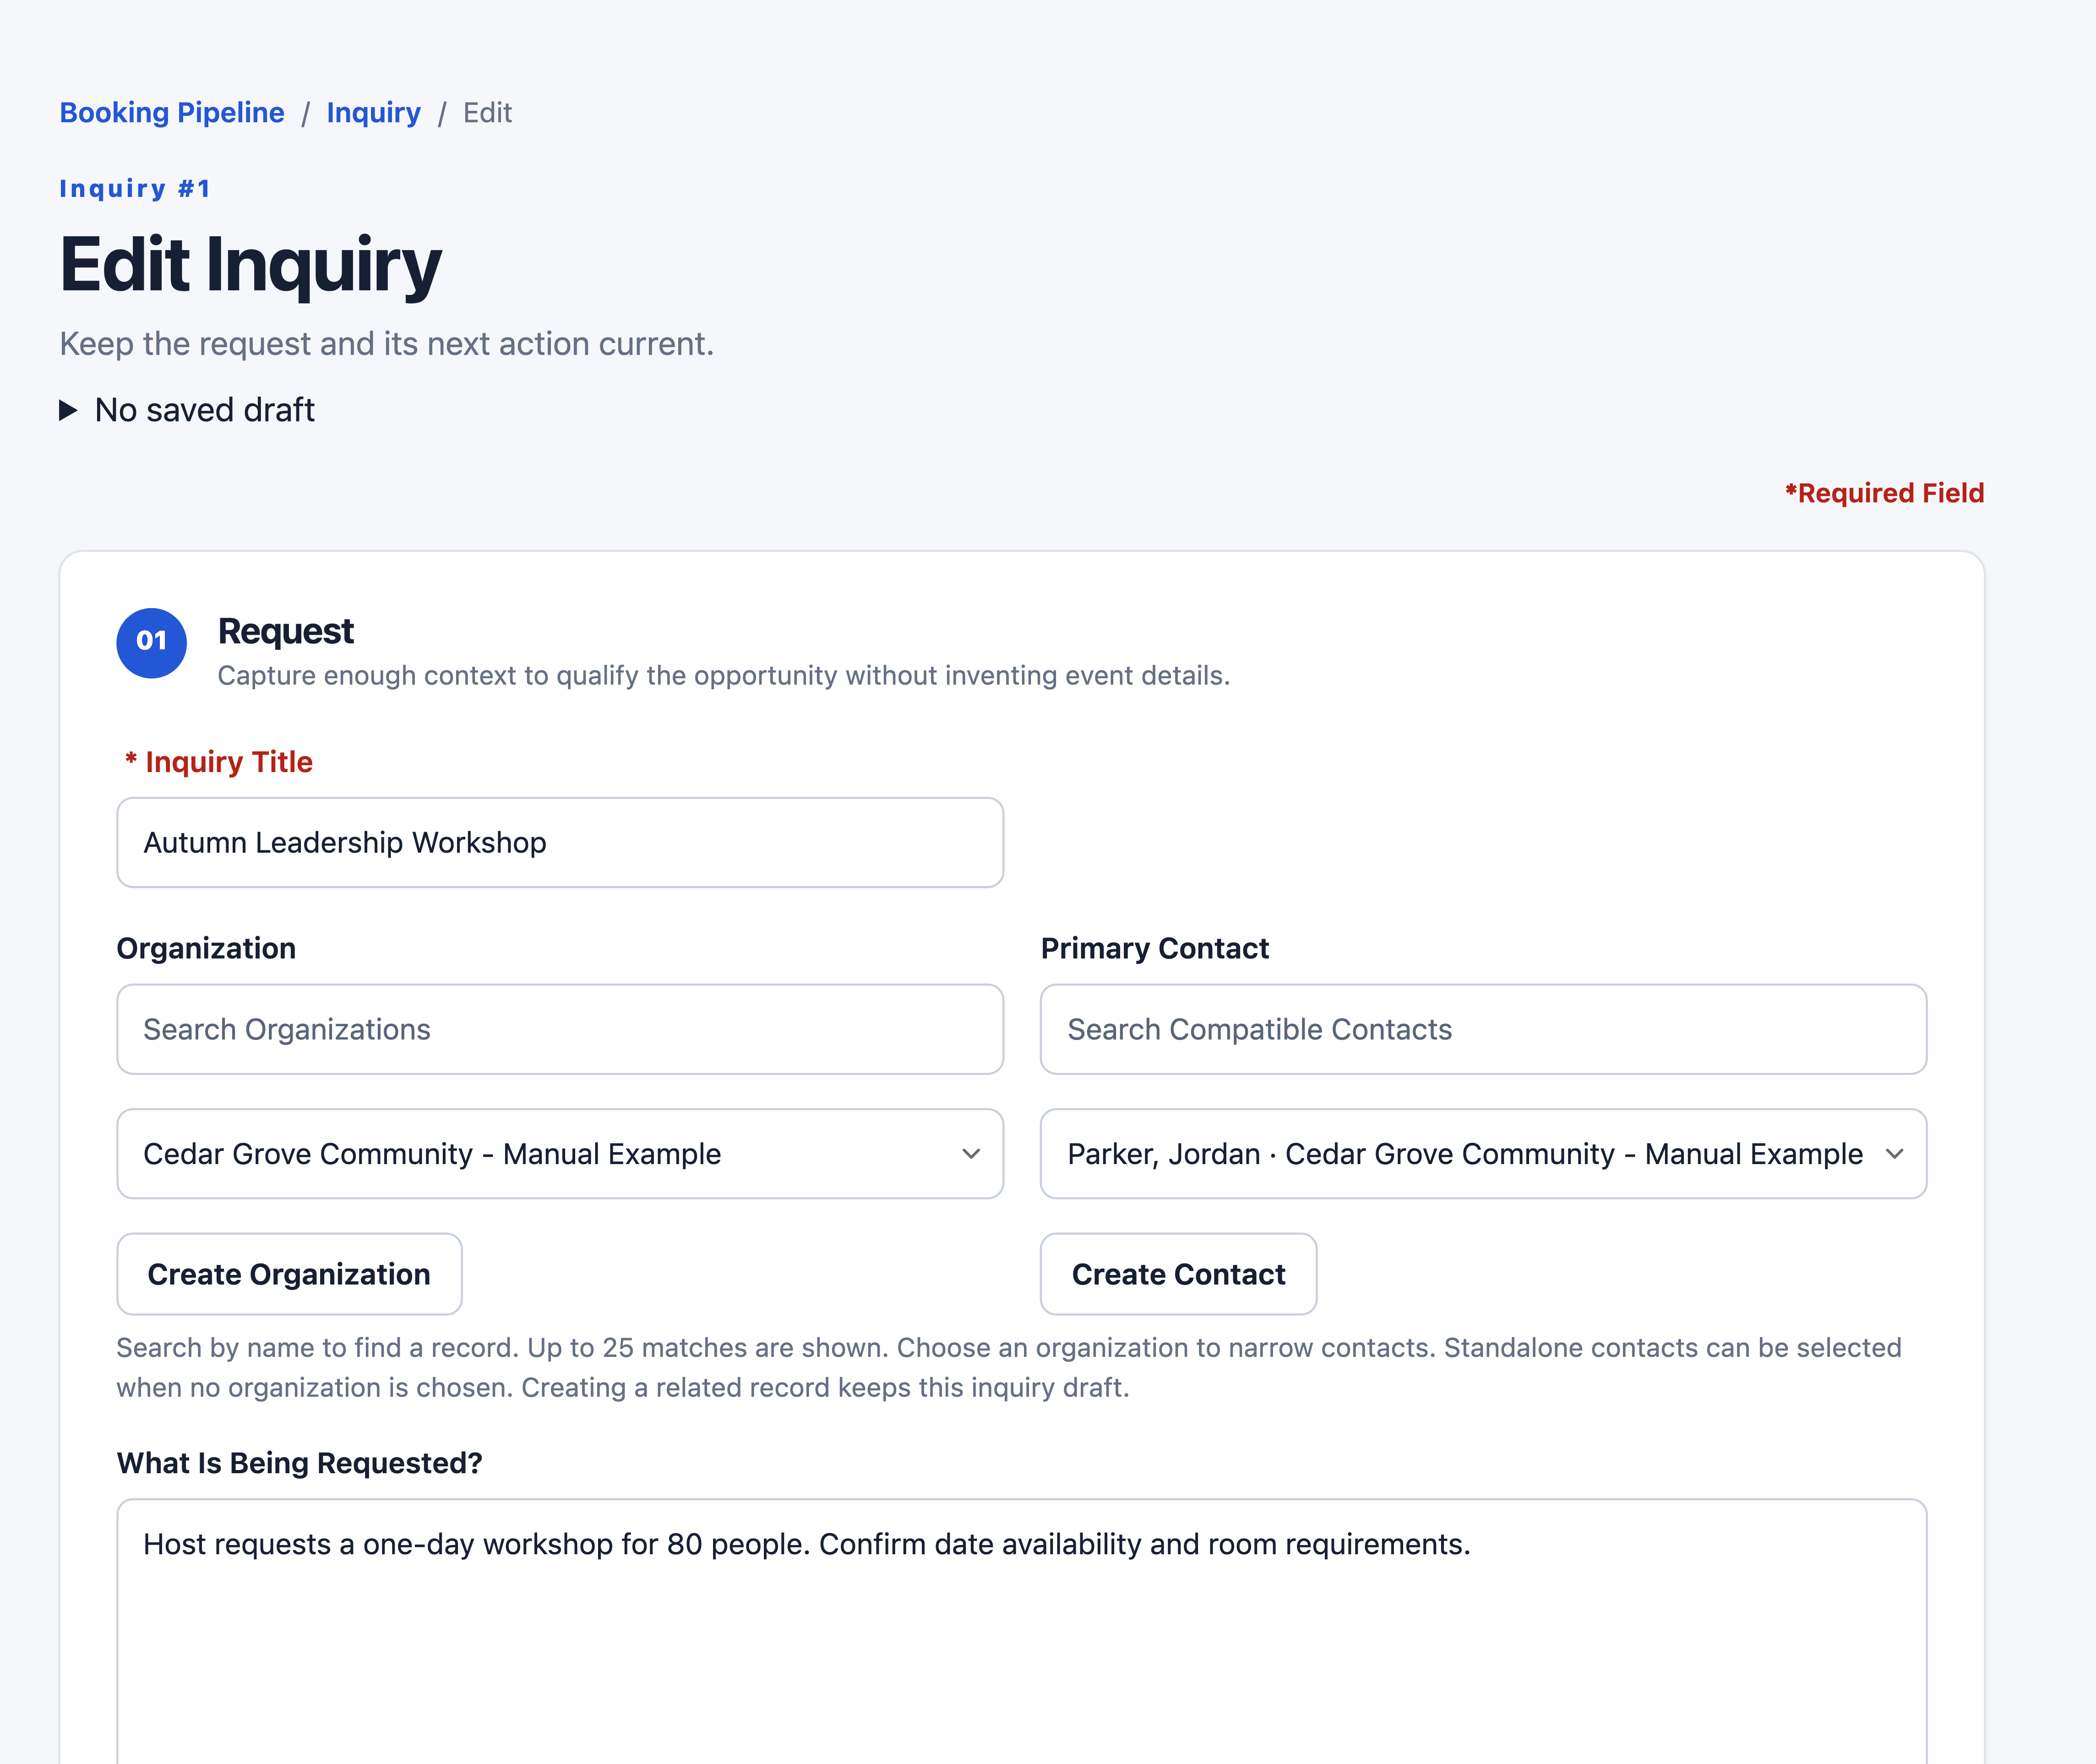 Booking Pipeline / Inquiry / Edit
Inquiry #1
Edit Inquiry
Keep the request and its next action current.
No saved draft
*Required Field
01
Request
Capture enough context to qualify the opportunity without inventing event details.
* Inquiry Title
Autumn Leadership Workshop
Organization
Search Organizations
Cedar Grove Community - Manual Example
Create Organization
Primary Contact
Search Compatible Contacts
Parker, Jordan · Cedar Grove Community - Manual Example
Create Contact
Search by name to find a record. Up to 25 matches are shown. Choose an organization to narrow contacts. Standalone contacts can be selected
when no organization is chosen. Creating a related record keeps this inquiry draft.
What Is Being Requested?
Host requests a one-day workshop for 80 people. Confirm date availability and room requirements.